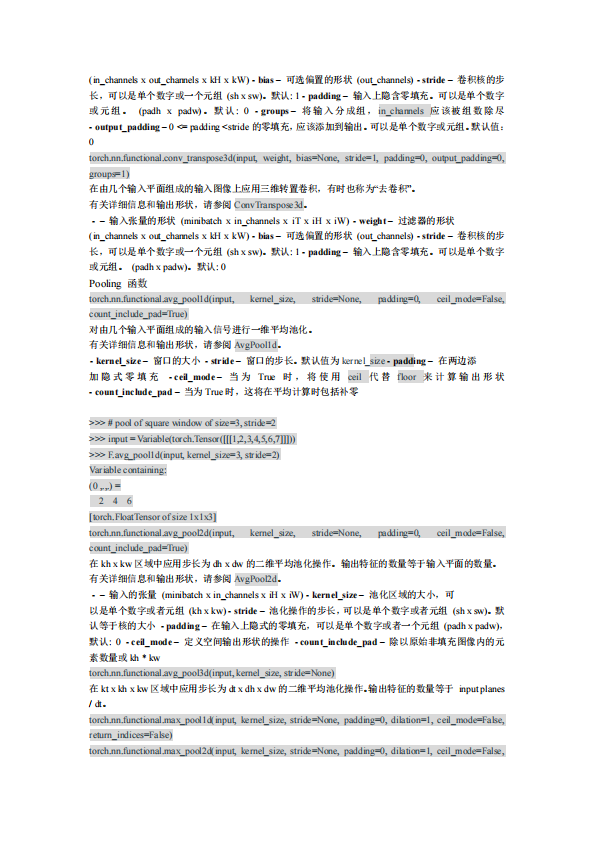 (in_channels x out_channels x kH x kW) - bias – 可选偏置的形状 (out_channels) - stride – 卷积核的步
长，可以是单个数字或一个元组 (sh x sw)。默认: 1 - padding – 输入上隐含零填充。可以是单个数字
或元组。 (padh x padw)。默认: 0 - groups – 将输入分成组，in_channels 应该被组数除尽
- output_padding – 0 <= padding <stride 的零填充，应该添加到输出。可以是单个数字或元组。默认值：
0
torch.nn.functional.conv_transpose3d(input, weight, bias=None, stride=1, padding=0, output_padding=0,
groups=1)
在由几个输入平面组成的输入图像上应用三维转置卷积，有时也称为“去卷积”。
有关详细信息和输出形状，请参阅 ConvTranspose3d。
- – 输入张量的形状 (minibatch x in_channels x iT x iH x iW) - weight – 过滤器的形状
(in_channels x out_channels x kH x kW) - bias – 可选偏置的形状 (out_channels) - stride – 卷积核的步
长，可以是单个数字或一个元组 (sh x sw)。默认: 1 - padding – 输入上隐含零填充。可以是单个数字
或元组。 (padh x padw)。默认: 0
Pooling 函数
torch.nn.functional.avg_pool1d(input, kernel_size, stride=None, padding=0, ceil_mode=False,
count_include_pad=True)
对由几个输入平面组成的输入信号进行一维平均池化。
有关详细信息和输出形状，请参阅 AvgPool1d。
- kernel_size – 窗口的大小 - stride – 窗口的步长。默认值为 kernel_size - padding – 在两边添
加隐式零填充 - ceil_mode – 当为 True 时，将使用 ceil 代替 floor 来计算输出形状
- count_include_pad – 当为 True 时，这将在平均计算时包括补零
>>> # pool of square window of size=3, stride=2
>>> input = Variable(torch.Tensor([[[1,2,3,4,5,6,7]]]))
>>> F.avg_pool1d(input, kernel_size=3, stride=2)
Variable containing:
(0 ,.,.) =
2 4 6
[torch.FloatTensor of size 1x1x3]
torch.nn.functional.avg_pool2d(input, kernel_size, stride=None, padding=0, ceil_mode=False,
count_include_pad=True)
在 kh x kw 区域中应用步长为 dh x dw 的二维平均池化操作。输出特征的数量等于输入平面的数量。
有关详细信息和输出形状，请参阅 AvgPool2d。
- – 输入的张量 (minibatch x in_channels x iH x iW) - kernel_size – 池化区域的大小，可
以是单个数字或者元组 (kh x kw) - stride – 池化操作的步长，可以是单个数字或者元组 (sh x sw)。默
认等于核的大小 - padding – 在输入上隐式的零填充，可以是单个数字或者一个元组 (padh x padw)，
默认: 0 - ceil_mode – 定义空间输出形状的操作 - count_include_pad – 除以原始非填充图像内的元
素数量或 kh * kw
torch.nn.functional.avg_pool3d(input, kernel_size, stride=None)
在 kt x kh x kw 区域中应用步长为 dt x dh x dw 的二维平均池化操作。输出特征的数量等于 input planes
/ dt。
torch.nn.functional.max_pool1d(input, kernel_size, stride=None, padding=0, dilation=1, ceil_mode=False,
return_indices=False)
torch.nn.functional.max_pool2d(input, kernel_size, stride=None, padding=0, dilation=1, ceil_mode=False,